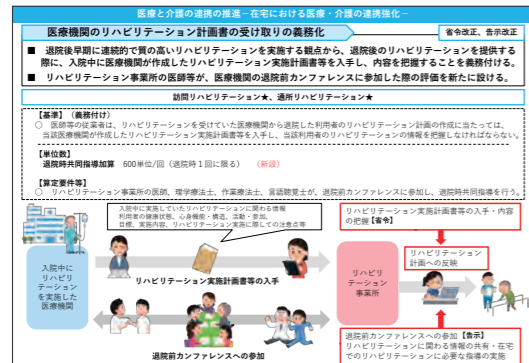 医療と介護の連携の推進－在宅における医療・介護の連携強化－
医療機関のリハビリテーション計画書の受け取りの義務化
省令改正、告示改正
■ 退院後早期に連続的で質の高いリハビリテーションを実施する観点から、退院後のリハビリテーションを提供する
際に、入院中に医療機関が作成したリハビリテーション実施計画書等を入手し、内容を把握することを義務付ける。
■ リハビリテーション事業所の医師等が、医療機関の退院前カンファレンスに参加した際の評価を新たに設ける。
訪問リハビリテーション★、通所リハビリテーション★
【基準】（義務付け）
○ 医師等の従業者は、リハビリテーションを受けていた医療機関から退院した利用者のリハビリテーション計画の作成に当たっては、
当該医療機関が作成したリハビリテーション実施計画書等を入手し、当該利用者のリハビリテーションの情報を把握しなければならない。
【単位数】
退院時共同指導加算 600単位/回（退院時１回に限る） （新設）
【算定要件等】
○ リハビリテーション事業所の医師、理学療法士、作業療法士、言語聴覚士が、退院前カンファレンスに参加し、退院時共同指導を行う。
入院中に実施していたリハビリテーションに関わる情報
利用者の健康状態、心身機能・構造、活動・参加、
目標、実施内容、リハビリテーション実施に際しての注意点等
リハビリテーション実施計画書等の入手・内容
の把握【省令】
入院中に
リハビリ
テーション
を実施した
医療機関
リハビリテーション実施計画書等の入手
リハビリ
テーション
事業所
リハビリテーション
計画への反映
退院前カンファレンスへの参加
退院前カンファレンスへの参加【告示】
リハビリテーションに関わる情報の共有・在宅
でのリハビリテーションに必要な指導の実施